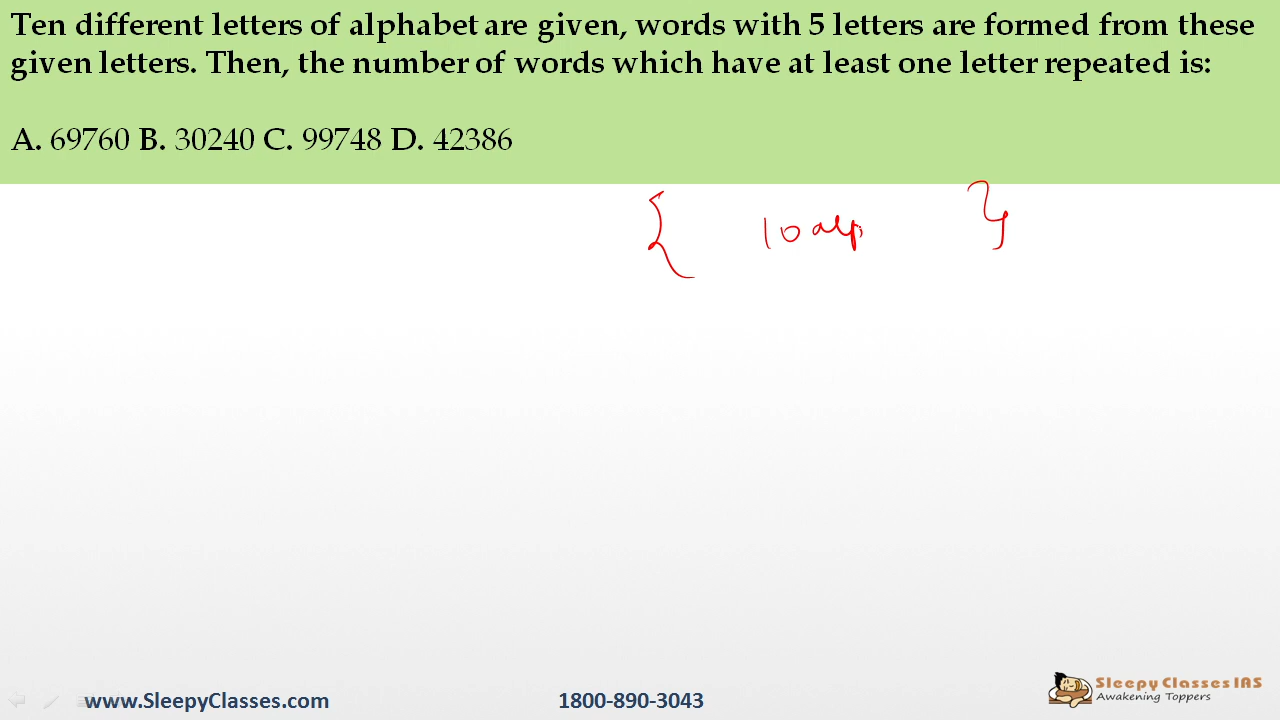 Ten different letters of alphabet are given, words with 5 letters are formed from these
given letters. Then, the number of words which have at least one letter repeated is:
A. 69760 B. 30240 C. 99748 D. 42386
{ 10 alp. }
www.SleepyClasses.com 1800-890-3043
Sleepy Classes IAS
Awakening Toppers